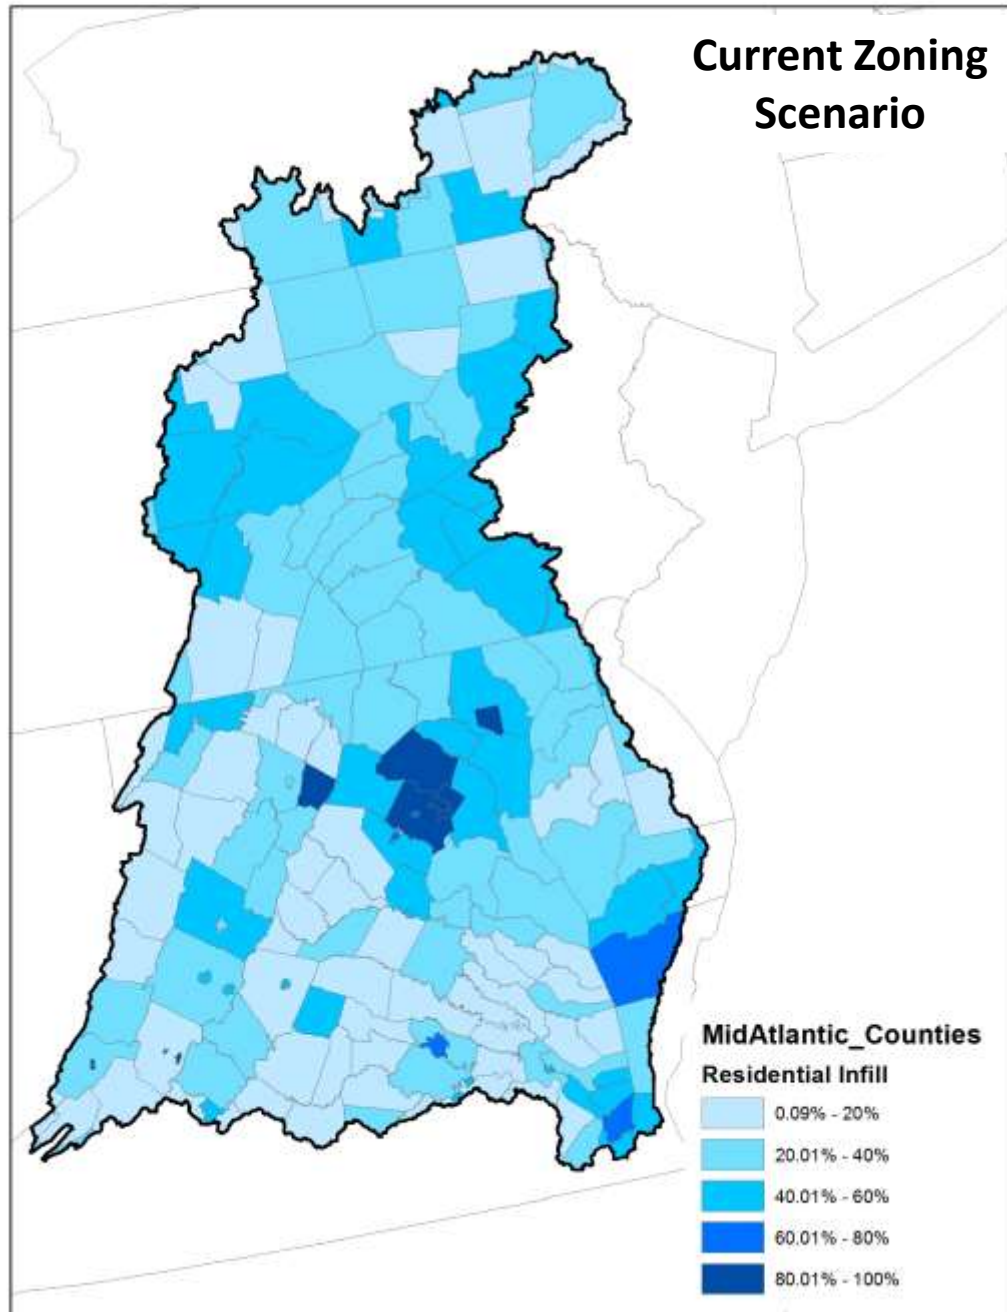 Current Zoning
Scenario
MidAtlantic_Counties
Residential Infill
0.09% - 20%
20.01% - 40%
40.01% - 60%
60.01% - 80%
80.01% - 100%